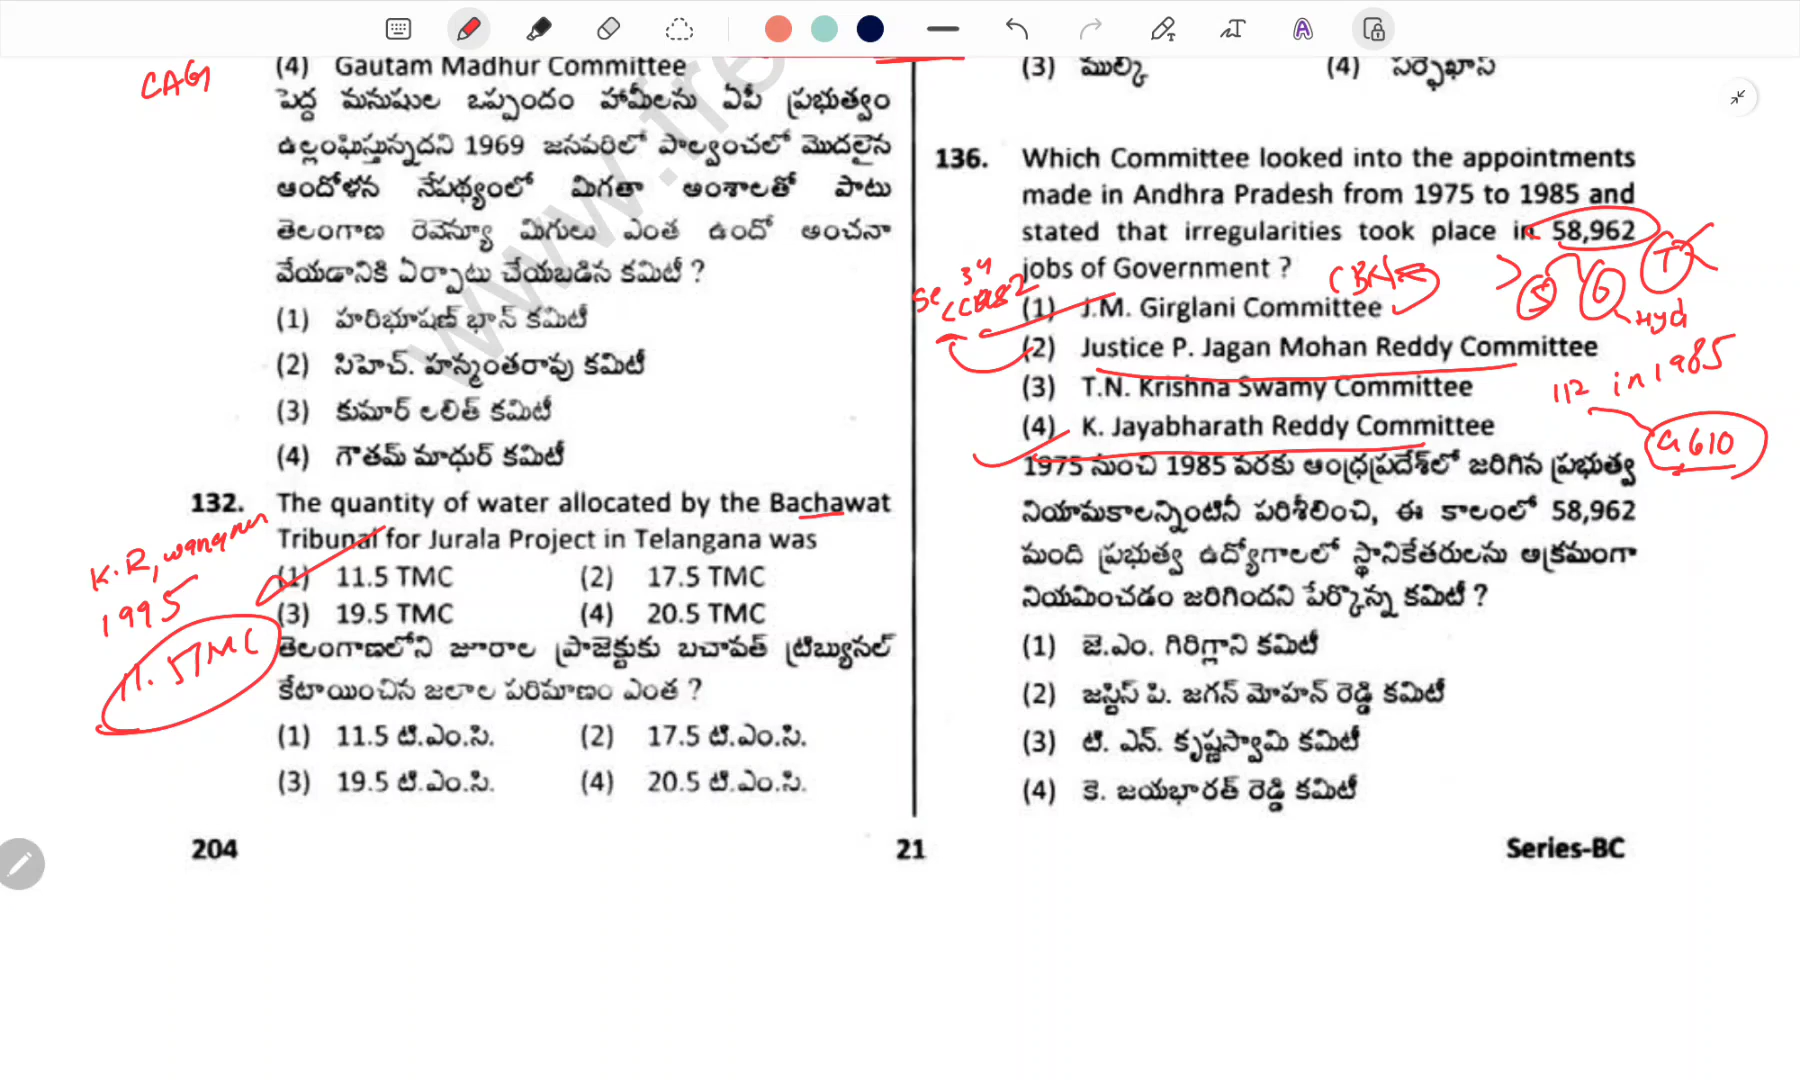 (4) Gautam Madhur Committee
పెద్ద మనుషుల ఒప్పందం హామీలను ఏపీ ప్రభుత్వం
ఉల్లంఘిస్తున్నదని 1969 జనవరిలో పాల్వంచలో మొదలైన
ఆందోళన నేపథ్యంలో మిగతా అంశాలతో పాటు
తెలంగాణ రెవెన్యూ మిగులు ఎంత ఉందో అంచనా
వేయడానికి ఏర్పాటు చేయబడిన కమిటీ ?
(1) హరిభూషణ్ భాన్ కమిటీ
(2) సిహెచ్. హన్మంతరావు కమిటీ
(3) కుమార్ లలిత్ కమిటీ
(4) గౌతమ్ మాధుర్ కమిటీ
132. The quantity of water allocated by the Bachawat
Tribunal for Jurala Project in Telangana was
(1) 11.5 TMC (2) 17.5 TMC
(3) 19.5 TMC (4) 20.5 TMC
తెలంగాణలోని జూరాల ప్రాజెక్టుకు బచావత్ ట్రిబ్యునల్
కేటాయించిన జలాల పరిమాణం ఎంత ?
(1) 11.5 టి.ఎం.సి. (2) 17.5 టి.ఎం.సి.
(3) 19.5 టి.ఎం.సి. (4) 20.5 టి.ఎం.సి.
K.R,
1995
17.5TMC
(3) ముల్కి (4) సర్ఫెఖాస్
136. Which Committee looked into the appointments
made in Andhra Pradesh from 1975 to 1985 and
stated that irregularities took place in 58,962
jobs of Government ?
(1) J.M. Girglani Committee
(2) Justice P. Jagan Mohan Reddy Committee
(3) T.N. Krishna Swamy Committee
(4) K. Jayabharath Reddy Committee
1975 నుంచి 1985 వరకు ఆంధ్రప్రదేశ్‌లో జరిగిన ప్రభుత్వ
నియామకాలన్నింటినీ పరిశీలించి, ఈ కాలంలో 58,962
మంది ప్రభుత్వ ఉద్యోగాలలో స్థానికేతరులను అక్రమంగా
నియమించడం జరిగిందని పేర్కొన్న కమిటీ ?
(1) జె.ఎం. గిరిగ్లాని కమిటీ
(2) జస్టిస్ పి. జగన్ మోహన్ రెడ్డి కమిటీ
(3) టి. ఎన్. కృష్ణస్వామి కమిటీ
(4) కె. జయభారత్ రెడ్డి కమిటీ
S G T
Hyd
in 1985
G610
204 21 Series-BC